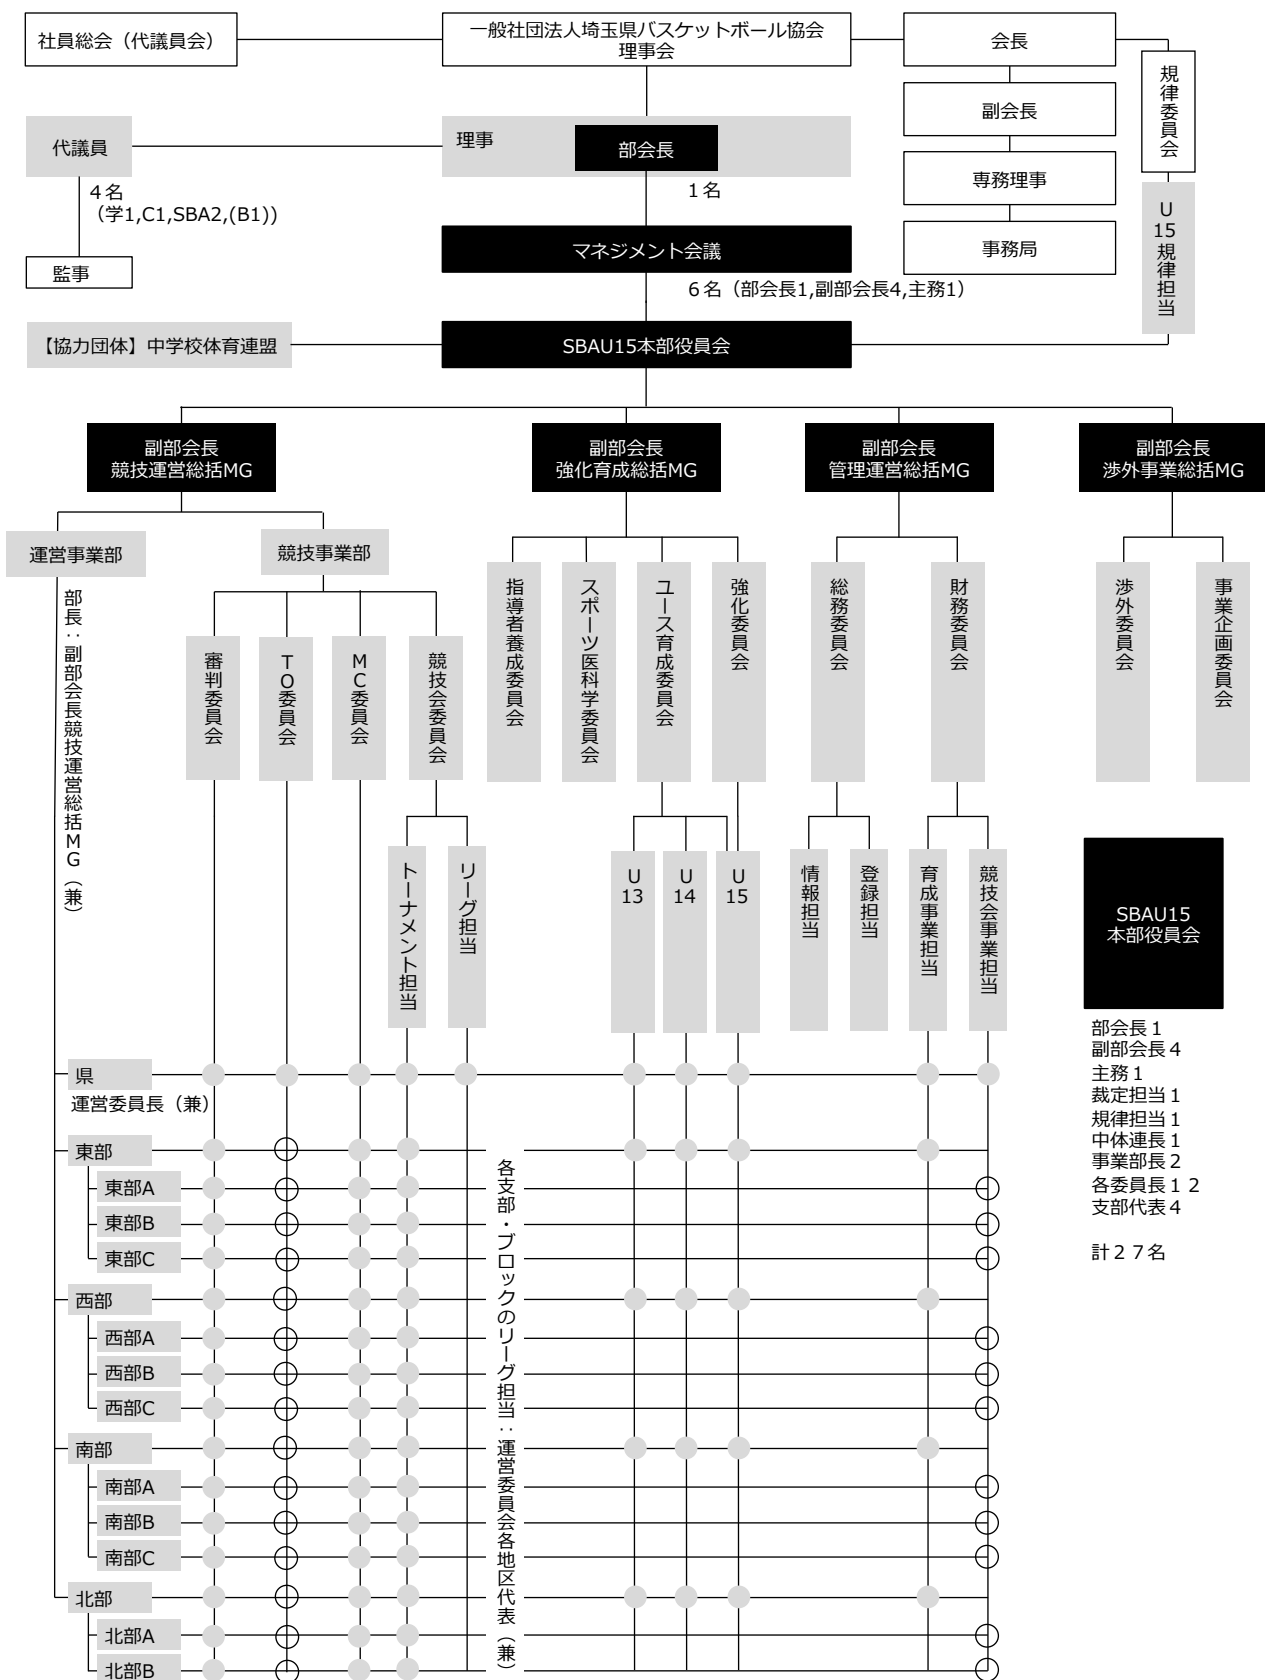 社員総会（代議員会）
一般社団法人埼玉県バスケットボール協会
理事会
会長
規律委員会
副会長
代議員
理事
部会長
専務理事
４名
（学1,C1,SBA2,(B1))
１名
U
15
規律担当
マネジメント会議
事務局
監事
６名（部会長1,副部会長4,主務1）
【協力団体】中学校体育連盟
SBAU15本部役員会
副部会長
競技運営総括MG
副部会長
強化育成総括MG
副部会長
管理運営総括MG
副部会長
渉外事業総括MG
運営事業部
競技事業部
部長：副部会長競技運営総括MG（兼）
指導者養成委員会
スポーツ医科学委員会
ユース育成委員会
強化委員会
総務委員会
財務委員会
渉外委員会
事業企画委員会
審判委員会
TO委員会
MC委員会
競技会委員会
トーナメント担当
リーグ担当
U
13
U
14
U
15
情報担当
登録担当
育成事業担当
競技会事業担当
SBAU15
本部役員会
部会長１
副部会長４
主務１
裁定担当１
規律担当１
中体連長１
事業部長２
各委員長１２
支部代表４
計２７名
県
運営委員長（兼）
各支部・ブロックのリーグ担当：運営委員会各地区代表（兼）
東部
東部A
東部B
東部C
西部
西部A
西部B
西部C
南部
南部A
南部B
南部C
北部
北部A
北部B